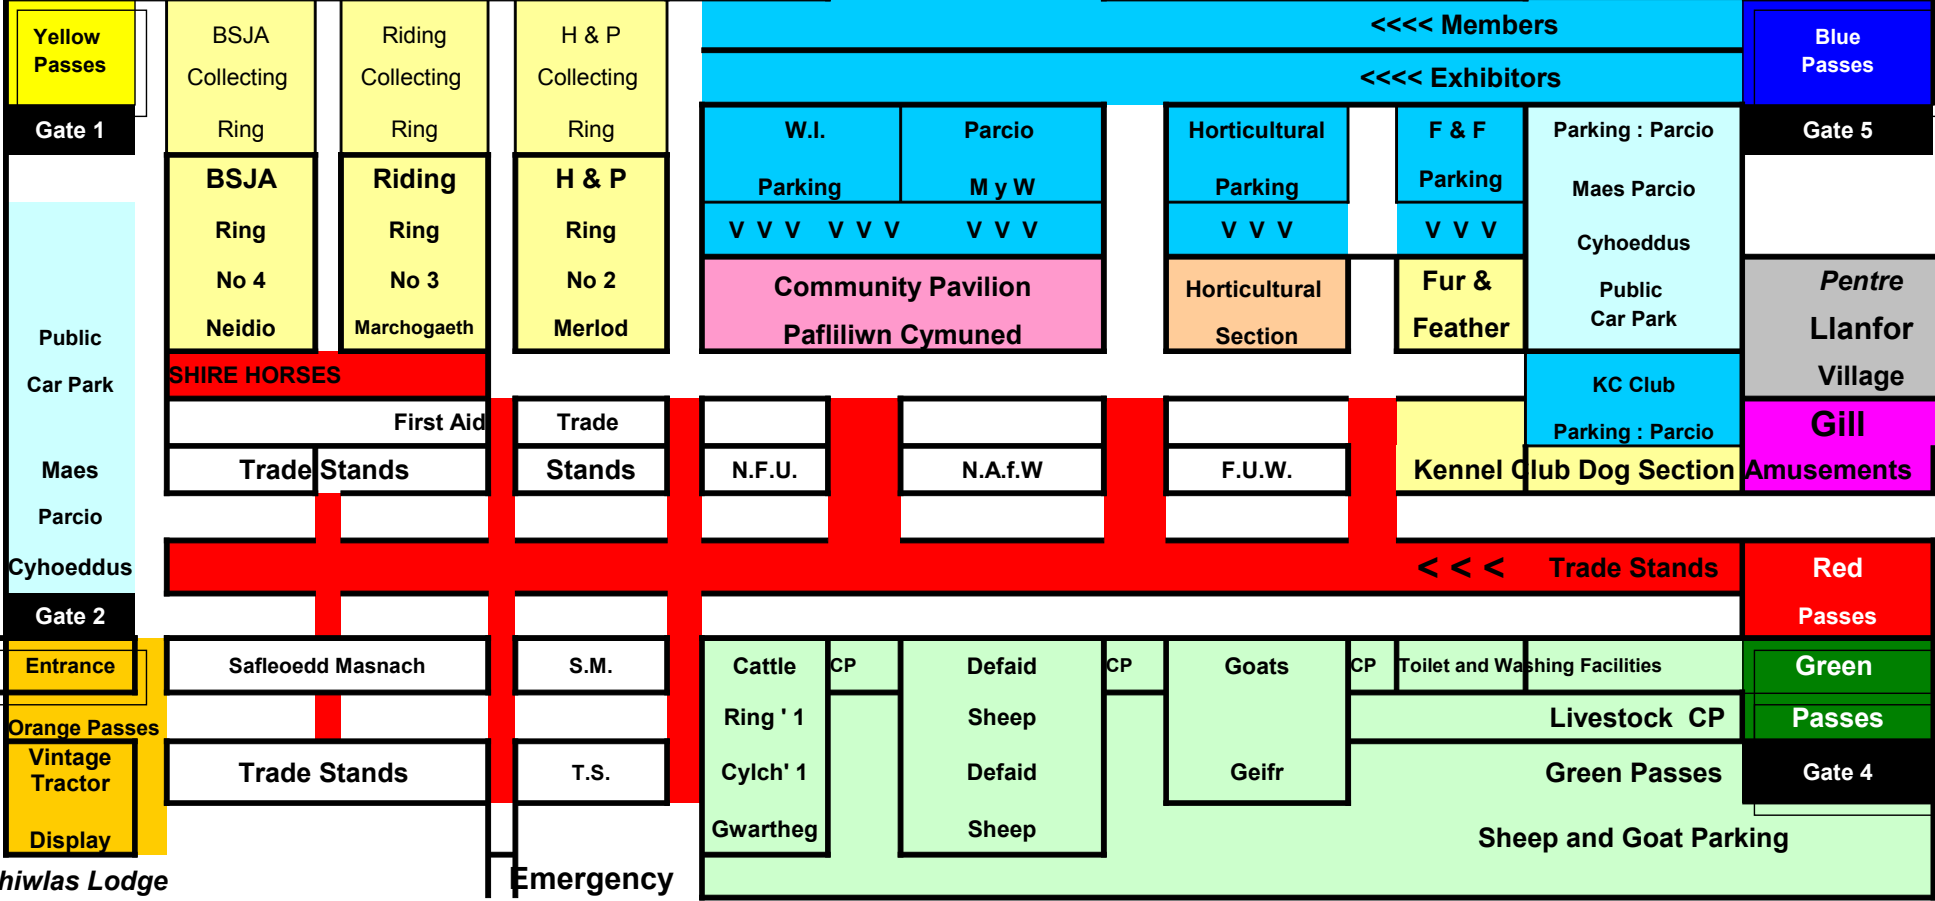 Yellow
Passes
Gate 1
BSJA
Collecting
Ring
Riding
Collecting
Ring
H & P
Collecting
Ring
<<<< Members
<<<< Exhibitors
Blue
Passes
Gate 5
BSJA
Ring
No 4
Neidio
Riding
Ring
No 3
Marchogaeth
H & P
Ring
No 2
Merlod
W.I.
Parking
V V V V V V
Parcio
M y W
V V V
Horticultural
Parking
V V V
F & F
Parking
V V V
Parking : Parcio
Maes Parcio
Cyhoeddus
Public
Car Park
Community Pavilion
Pafliliwn Cymuned
Horticultural
Section
Fur &
Feather
Pentre
Llanfor
Village
Public
Car Park
Maes
Parcio
Cyhoeddus
Gate 2
SHIRE HORSES
First Aid
Trade Stands
Trade
Stands
N.F.U.
N.A.f.W
F.U.W.
KC Club
Parking : Parcio
Kennel Club Dog Section
Gill
Amusements
< < < Trade Stands
Red
Passes
Entrance
Orange Passes
Vintage
Tractor
Display
hiwlas Lodge
Safleoedd Masnach
S.M.
Trade Stands
T.S.
Emergency
Cattle
Ring ' 1
Cylch' 1
Gwartheg
CP
Defaid
Sheep
Defaid
Sheep
CP
Goats
Geifr
CP
Toilet and Washing Facilities
Livestock CP
Green Passes
Sheep and Goat Parking
Green
Passes
Gate 4